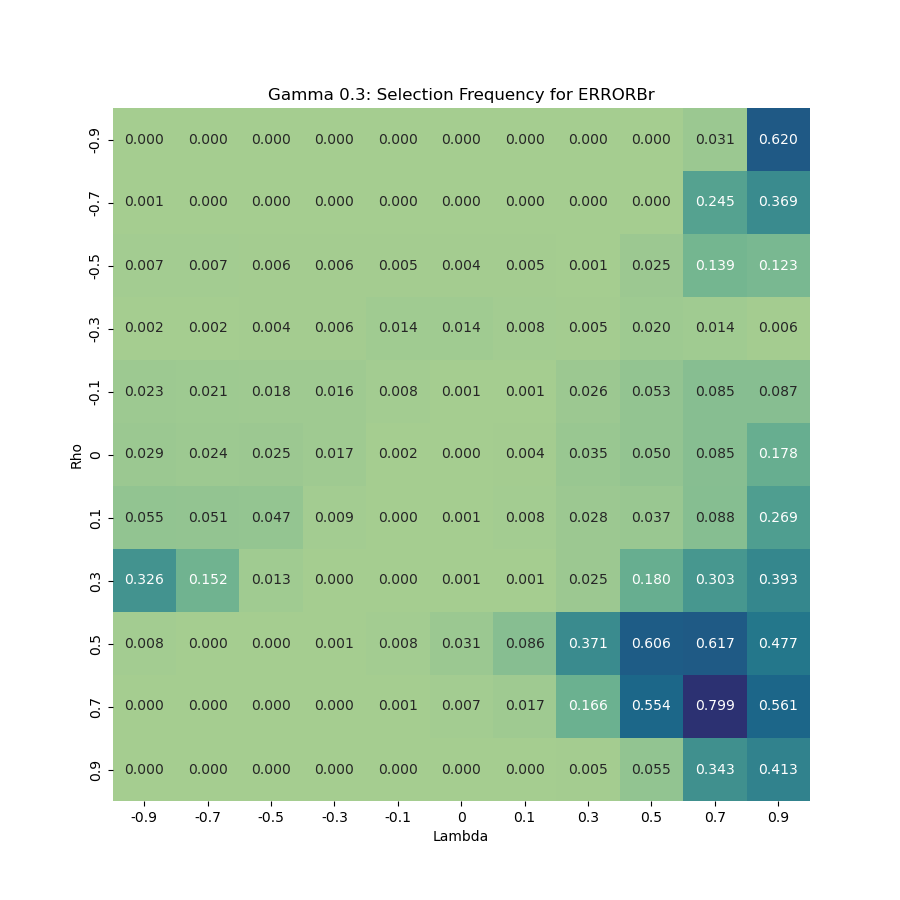 Gamma 0.3: Selection Frequency for ERRORBr
-0.9 0.000 0.000 0.000 0.000 0.000 0.000 0.000 0.000 0.000 0.031 0.620
-0.7 0.001 0.000 0.000 0.000 0.000 0.000 0.000 0.000 0.000 0.245 0.369
-0.5 0.007 0.007 0.006 0.006 0.005 0.004 0.005 0.001 0.025 0.139 0.123
-0.3 0.002 0.002 0.004 0.006 0.014 0.014 0.008 0.005 0.020 0.014 0.006
-0.1 0.023 0.021 0.018 0.016 0.008 0.001 0.001 0.026 0.053 0.085 0.087
Rho
0 0.029 0.024 0.025 0.017 0.002 0.000 0.004 0.035 0.050 0.085 0.178
0.1 0.055 0.051 0.047 0.009 0.000 0.001 0.008 0.028 0.037 0.088 0.269
0.3 0.326 0.152 0.013 0.000 0.000 0.001 0.001 0.025 0.180 0.303 0.393
0.5 0.008 0.000 0.000 0.001 0.008 0.031 0.086 0.371 0.606 0.617 0.477
0.7 0.000 0.000 0.000 0.000 0.001 0.007 0.017 0.166 0.554 0.799 0.561
0.9 0.000 0.000 0.000 0.000 0.000 0.000 0.000 0.005 0.055 0.343 0.413
-0.9 -0.7 -0.5 -0.3 -0.1 0 0.1 0.3 0.5 0.7 0.9
Lambda